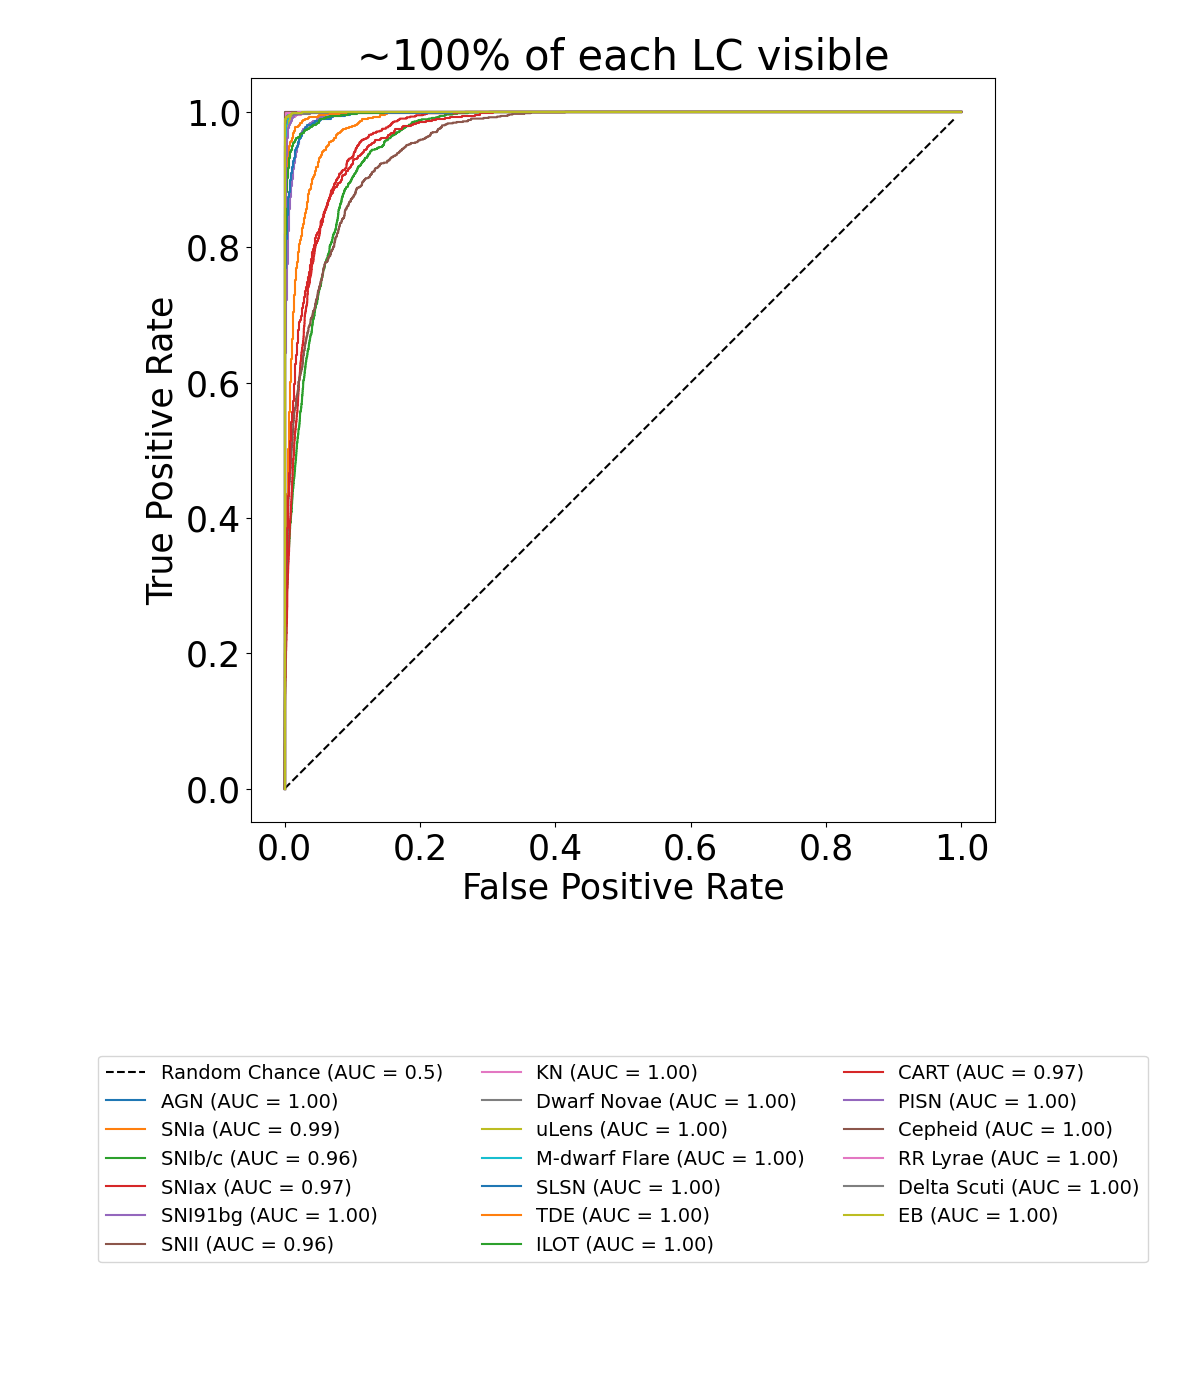 ~100% of each LC visible
1.0
0.8
0.6
0.4
0.2
0.0
True Positive Rate
0.0 0.2 0.4 0.6 0.8 1.0
False Positive Rate
Random Chance (AUC = 0.5)
AGN (AUC = 1.00)
SNIa (AUC = 0.99)
SNIb/c (AUC = 0.96)
SNIax (AUC = 0.97)
SNI91bg (AUC = 1.00)
SNII (AUC = 0.96)
KN (AUC = 1.00)
Dwarf Novae (AUC = 1.00)
uLens (AUC = 1.00)
M-dwarf Flare (AUC = 1.00)
SLSN (AUC = 1.00)
TDE (AUC = 1.00)
ILOT (AUC = 1.00)
CART (AUC = 0.97)
PISN (AUC = 1.00)
Cepheid (AUC = 1.00)
RR Lyrae (AUC = 1.00)
Delta Scuti (AUC = 1.00)
EB (AUC = 1.00)